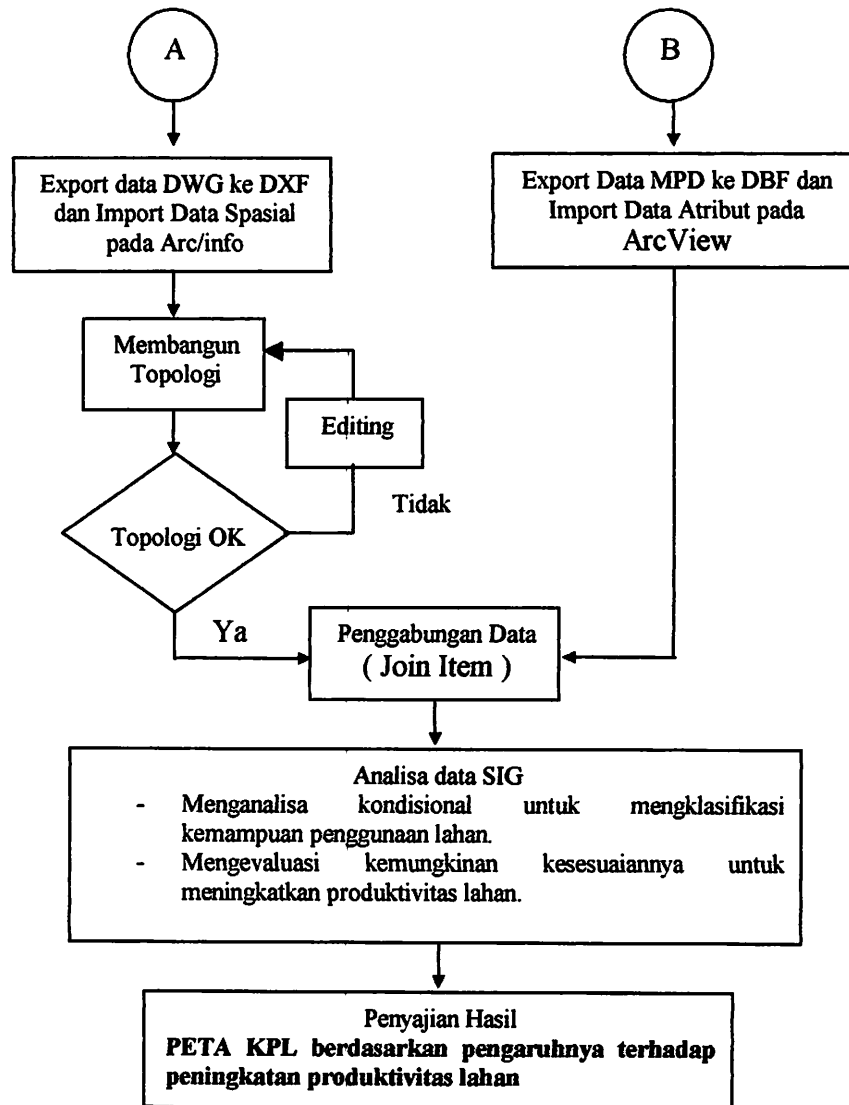 A
B
Export data DWG ke DXF
dan Import Data Spasial
pada Arc/info
Export Data MPD ke DBF dan
Import Data Atribut pada
ArcView
Membangun
Topologi
Editing
Tidak
Topologi OK
Ya
Penggabungan Data
( Join Item )
Analisa data SIG
- Menganalisa kondisional untuk mengklasifikasi
kemampuan penggunaan lahan.
- Mengevaluasi kemungkinan kesesuaiannya untuk
meningkatkan produktivitas lahan.
Penyajian Hasil
PETA KPL berdasarkan pengaruhnya terhadap
peningkatan produktivitas lahan